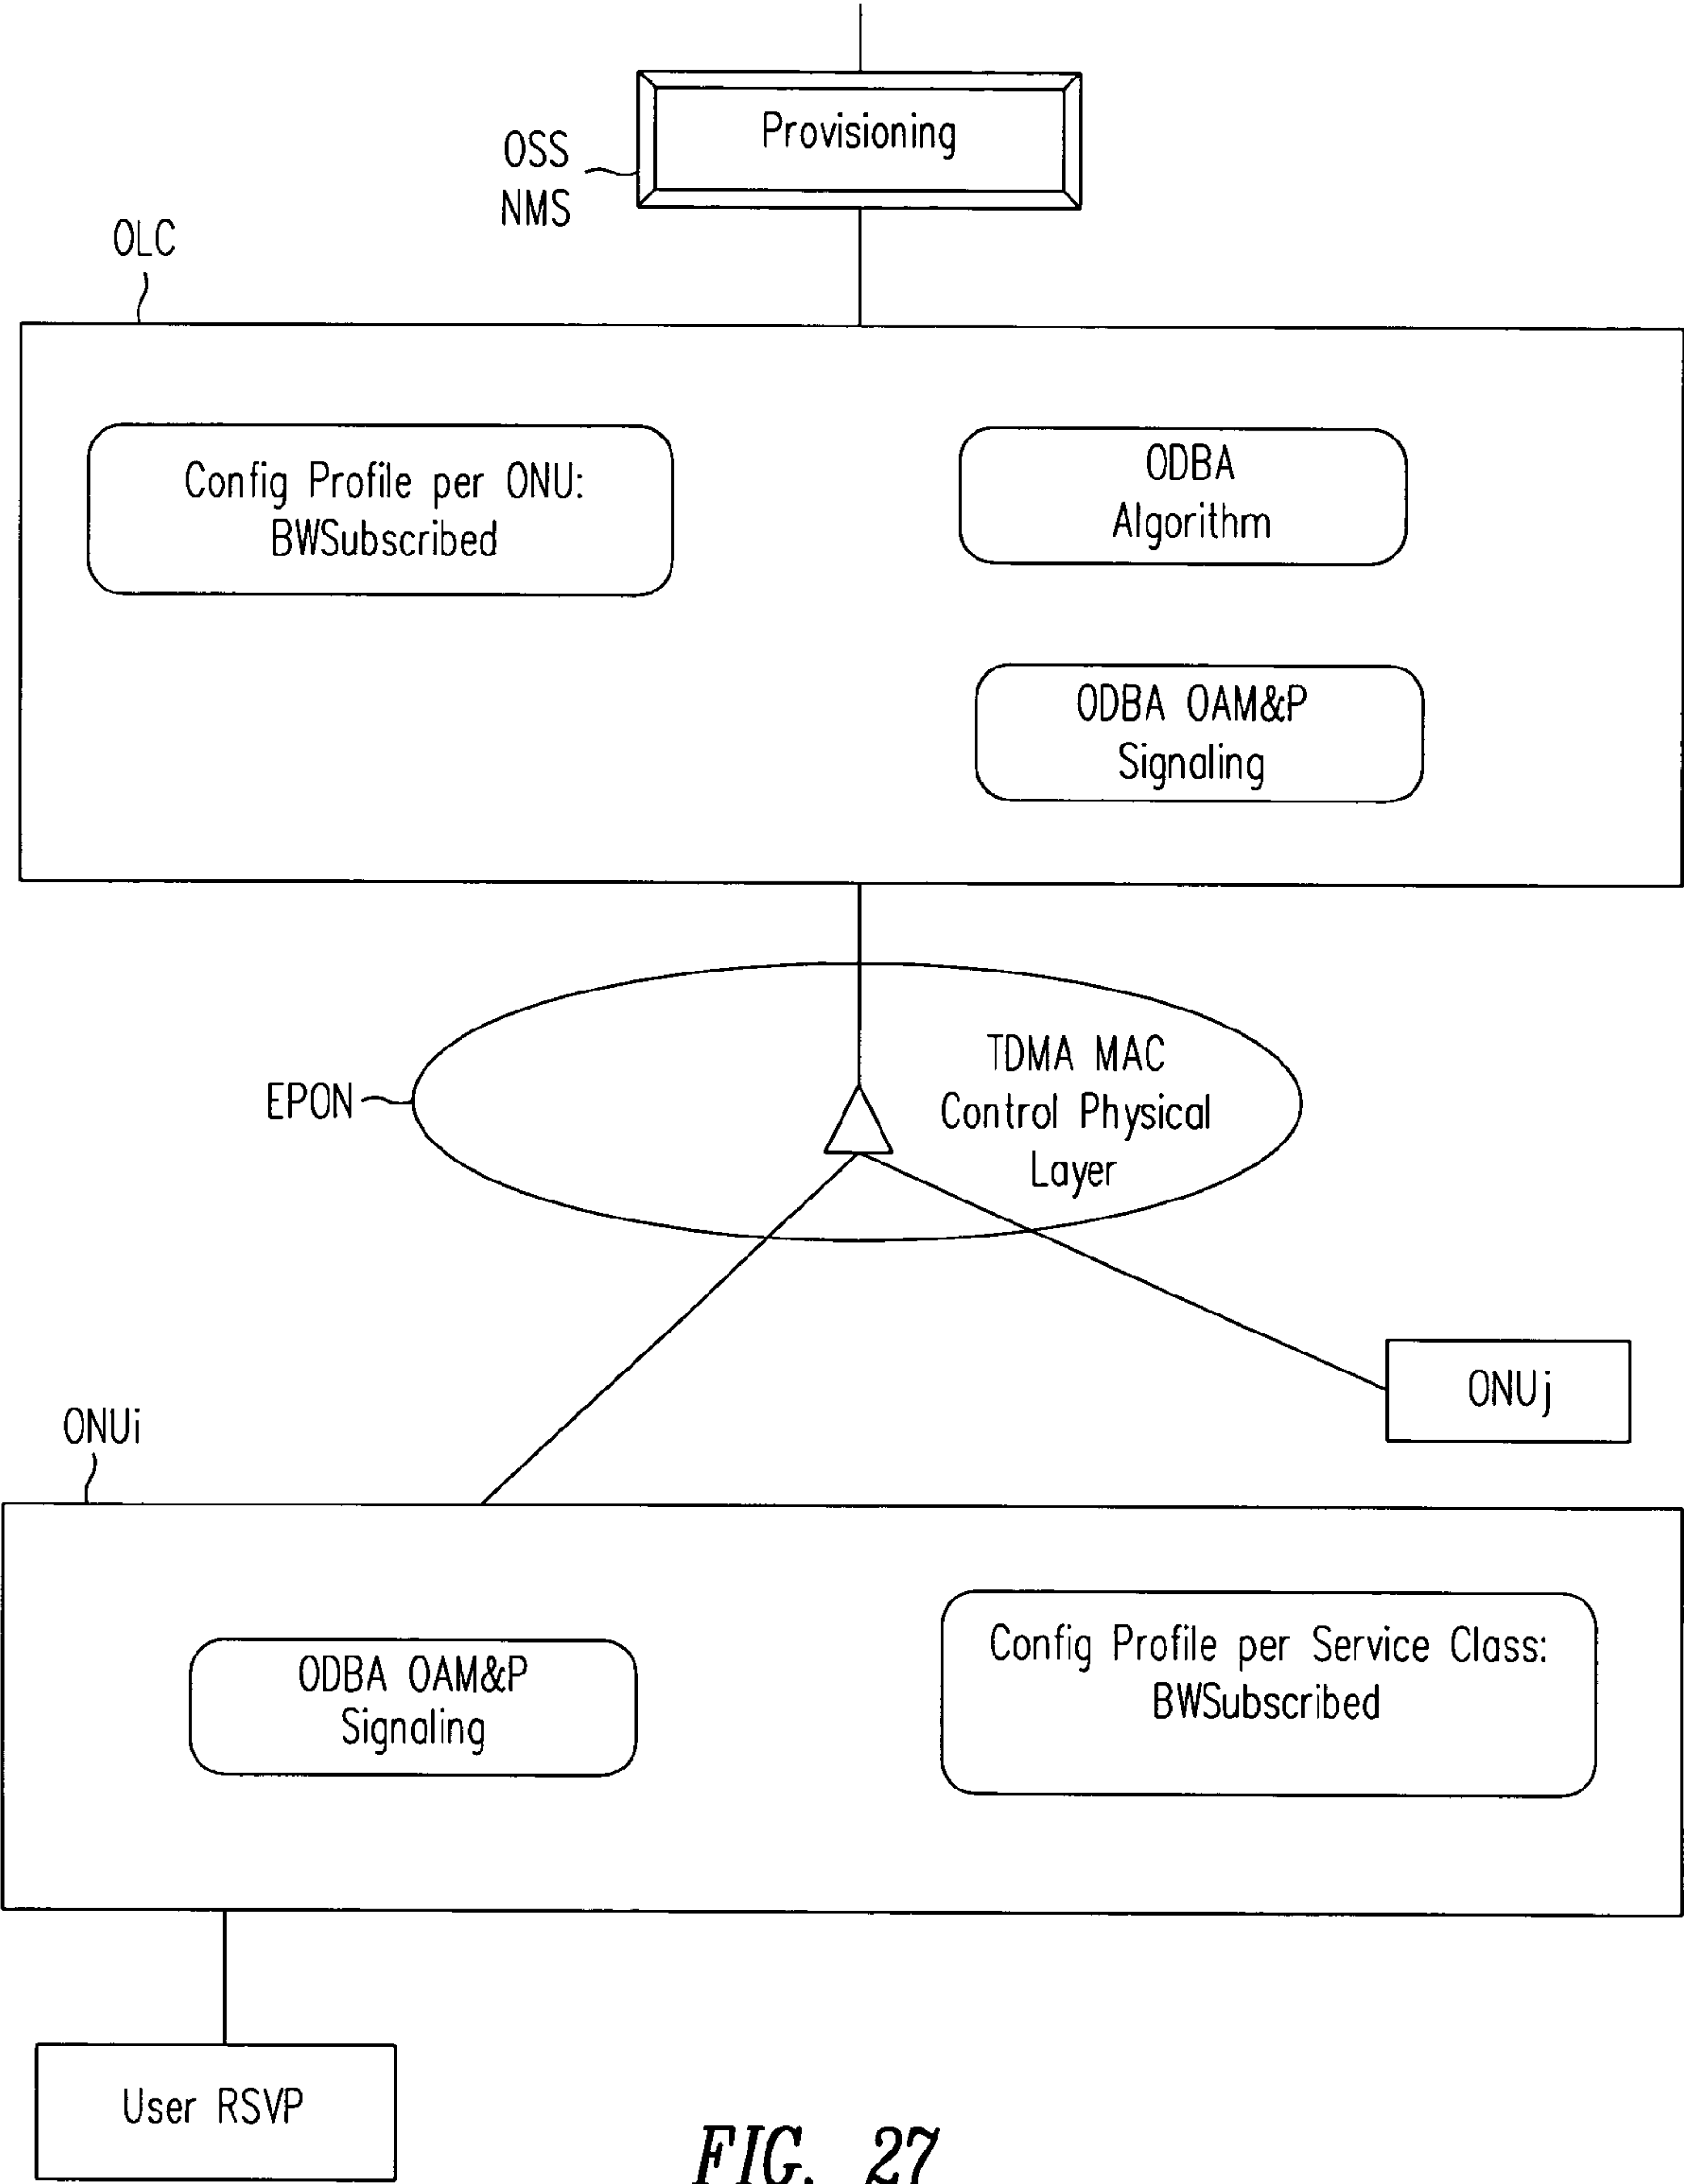 Provisioning
OSS
NMS
OLC
Config Profile per ONU:
BWSubscribed
ODBA
Algorithm
ODBA OAM&P
Signaling
TDMA MAC
Control Physical
Layer
EPON
ONUj
ONUi
ODBA OAM&P
Signaling
Config Profile per Service Class:
BWSubscribed
User RSVP
FIG. 27